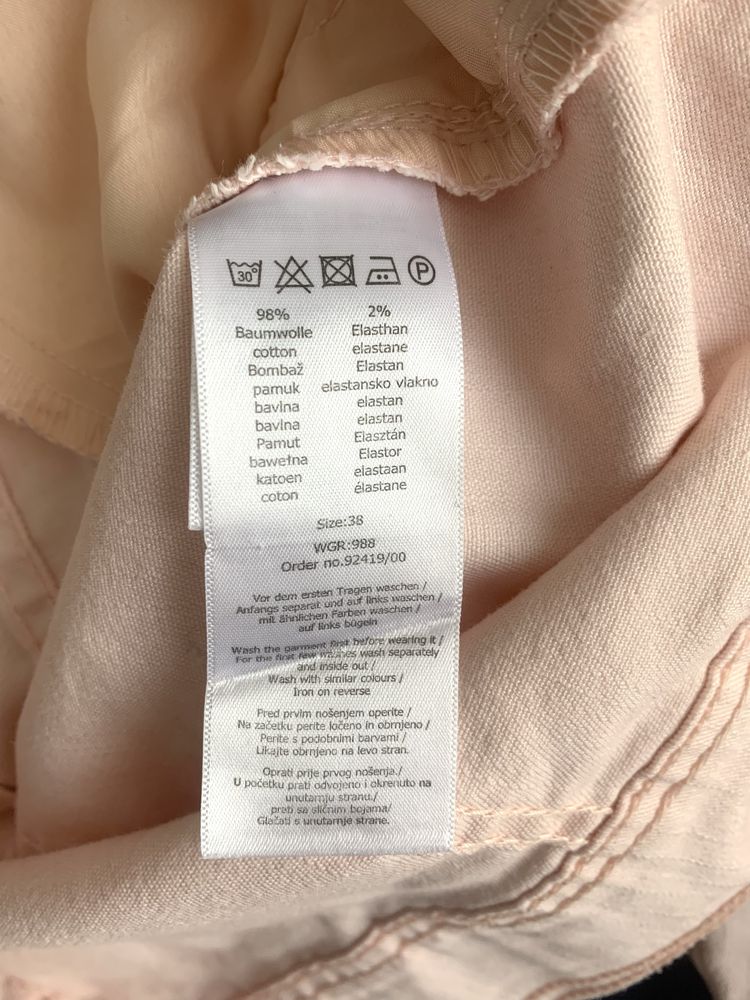 30°
P
98% 2%
Baumwolle Elasthan
cotton elastane
Bombaž Elastan
pamuk elastansko vlakno
bavlna elastan
bavlna elastan
Pamut Elasztán
bawełna Elastor
katoen elastaan
coton élastane
Size:38
WGR:988
Order no.92419/00
Vor dem ersten Tragen waschen /
Anfangs separat und auf links waschen /
mit ähnlichen Farben waschen /
auf links bügeln
Wash the garment first before wearing it /
For the first few washes wash separately
and inside out /
Wash with similar colours /
Iron on reverse
Pred prvim nošenjem operite /
Na začetku perite ločeno in obrnjeno /
Perite s podobnimi barvami /
Likajte obrnjeno na levo stran.
Oprati prije prvog nošenja./
U početku prati odvojeno i okrenuto na
unutarnju stranu./
prati sa sličnim bojama/
Glačati s unutarnje strane.